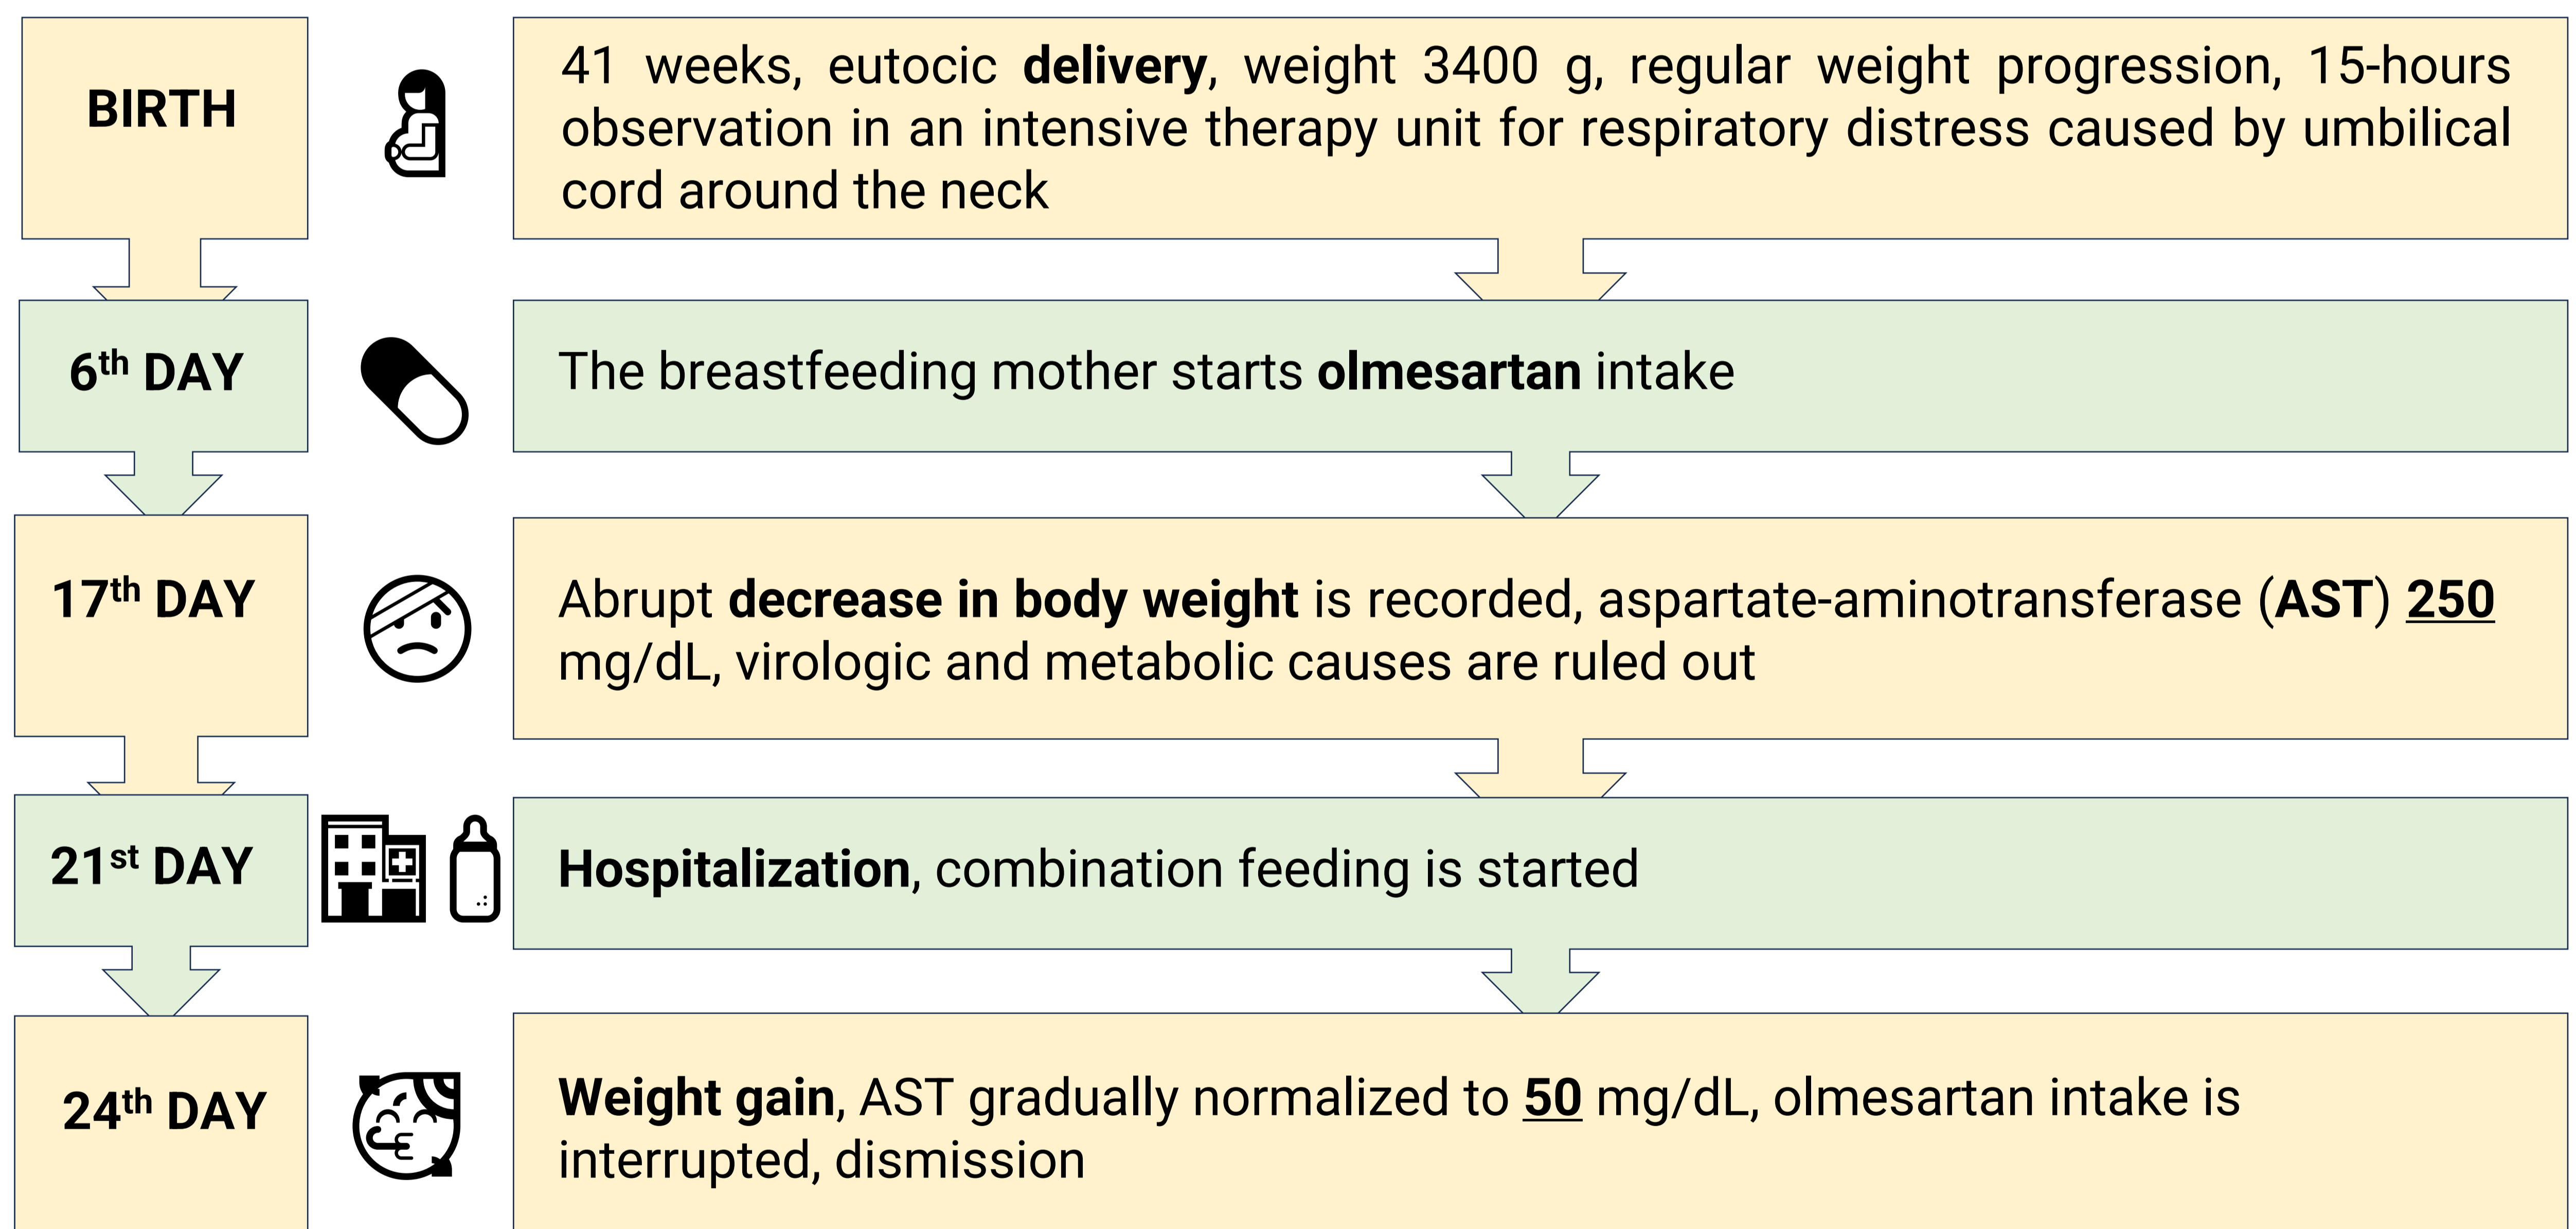 BIRTH
41 weeks, eutocic delivery, weight 3400 g, regular weight progression, 15-hours
observation in an intensive therapy unit for respiratory distress caused by umbilical
cord around the neck
6th DAY
The breastfeeding mother starts olmesartan intake
17th DAY
Abrupt decrease in body weight is recorded, aspartate-aminotransferase (AST) 250
mg/dL, virologic and metabolic causes are ruled out
21st DAY
Hospitalization, combination feeding is started
24th DAY
Weight gain, AST gradually normalized to 50 mg/dL, olmesartan intake is
interrupted, dismission